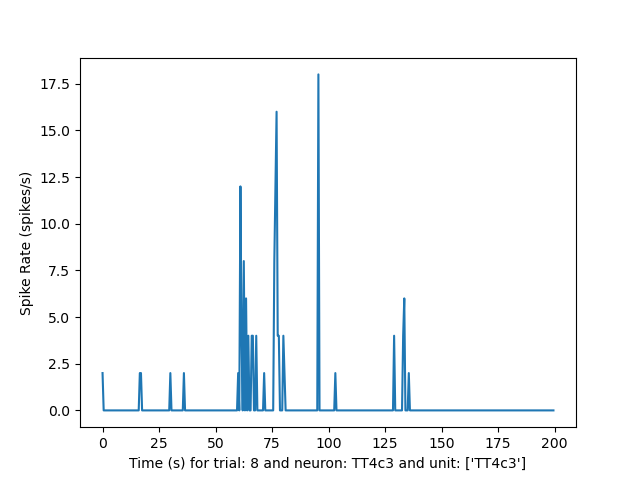 17.5
15.0
12.5
10.0
7.5
5.0
2.5
0.0
Spike Rate (spikes/s)
0 25 50 75 100 125 150 175 200
Time (s) for trial: 8 and neuron: TT4c3 and unit: ['TT4c3']